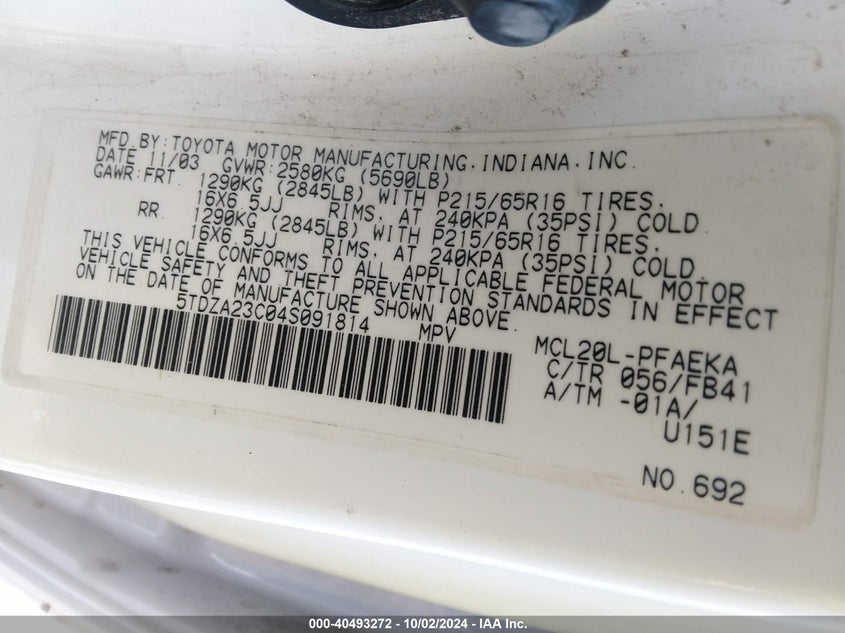 MFD.BY:TOYOTA MOTOR MANUFACTURING.INDIANA.INC.
DATE 11/03 GVWR:2580KG (5690LB)
GAWR:FRT. 1290KG (2845LB) WITH P215/65R16 TIRES.
16X6.5JJ RIMS, AT 240KPA (35PSI) COLD.
RR. 1290KG (2845LB) WITH P215/65R16 TIRES.
16X6.5JJ RIMS, AT 240KPA (35PSI) COLD.
THIS VEHICLE CONFORMS TO ALL APPLICABLE FEDERAL MOTOR
VEHICLE SAFETY AND THEFT PREVENTION STANDARDS IN EFFECT
ON THE DATE OF MANUFACTURE SHOWN ABOVE.
5TDZA23C04S091814 MPV
MCL20L-PFAEKA
C/TR 056/FB41
A/TM -01A/
U151E
NO.692
000-40493272 - 10/02/2024 - IAA Inc.